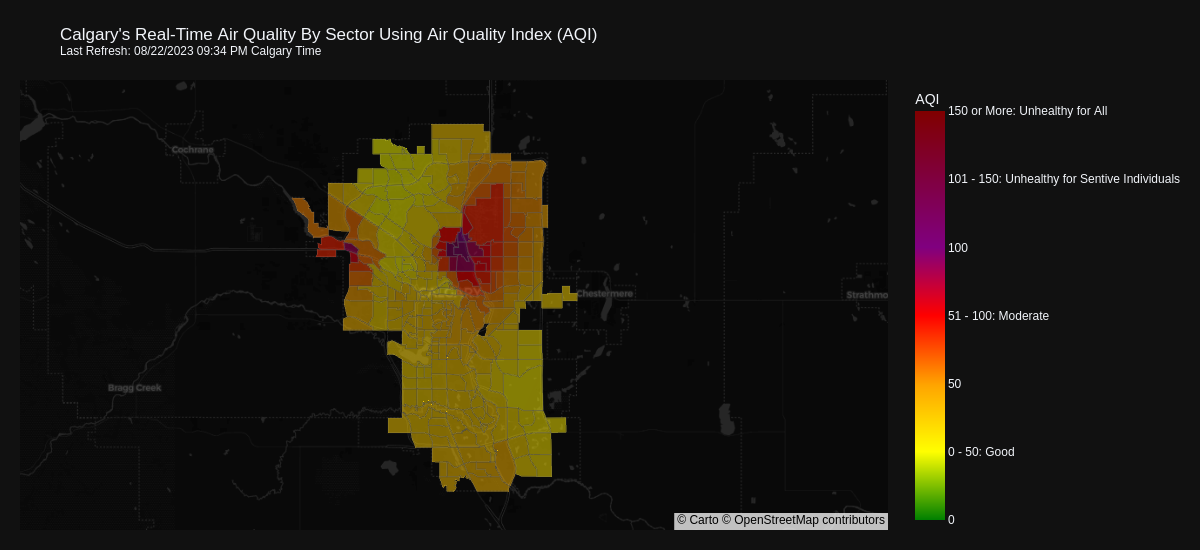 Calgary's Real-Time Air Quality By Sector Using Air Quality Index (AQI)
Last Refresh: 08/22/2023 09:34 PM Calgary Time
AQI
150 or More: Unhealthy for All
Cochrane
101 - 150: Unhealthy for Sentive Individuals
100
CALGARY
Chestermere
Strathmo
51 - 100: Moderate
50
Bragg Creek
0 - 50: Good
0
© Carto © OpenStreetMap contributors